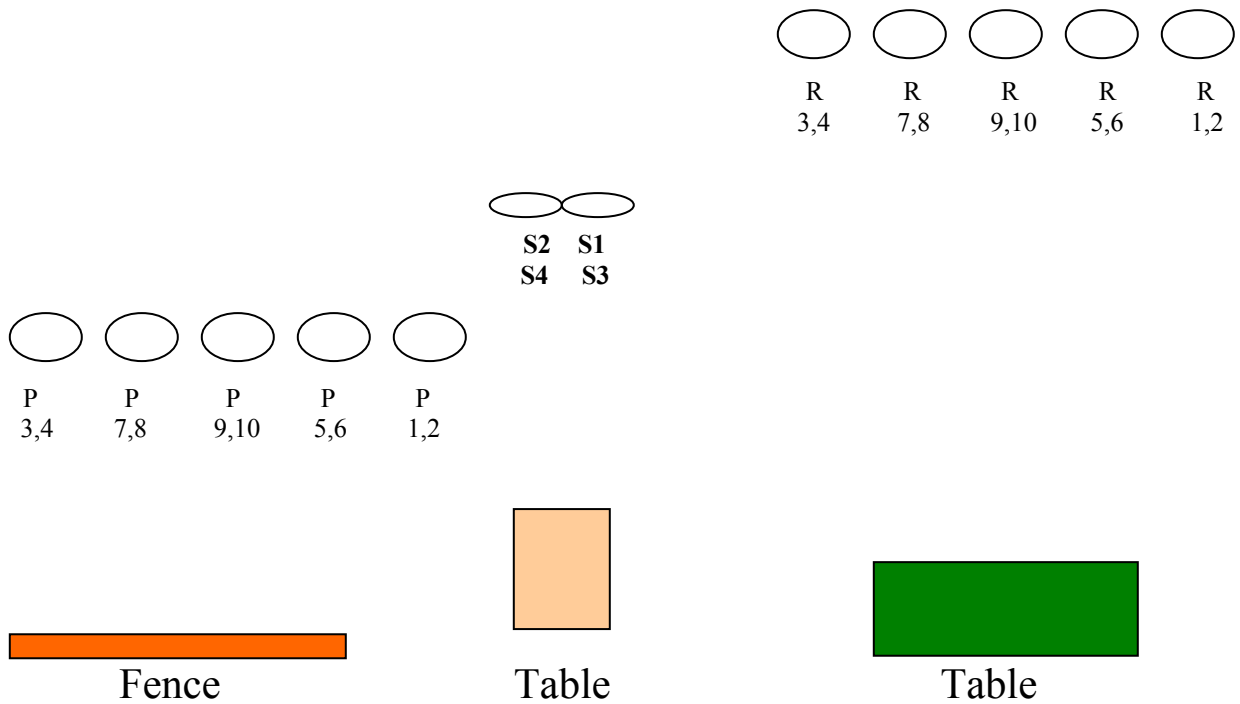 R R R R R
3,4 7,8 9,10 5,6 1,2
S2 S1
S4 S3
P P P P P
3,4 7,8 9,10 5,6 1,2
Fence Table Table